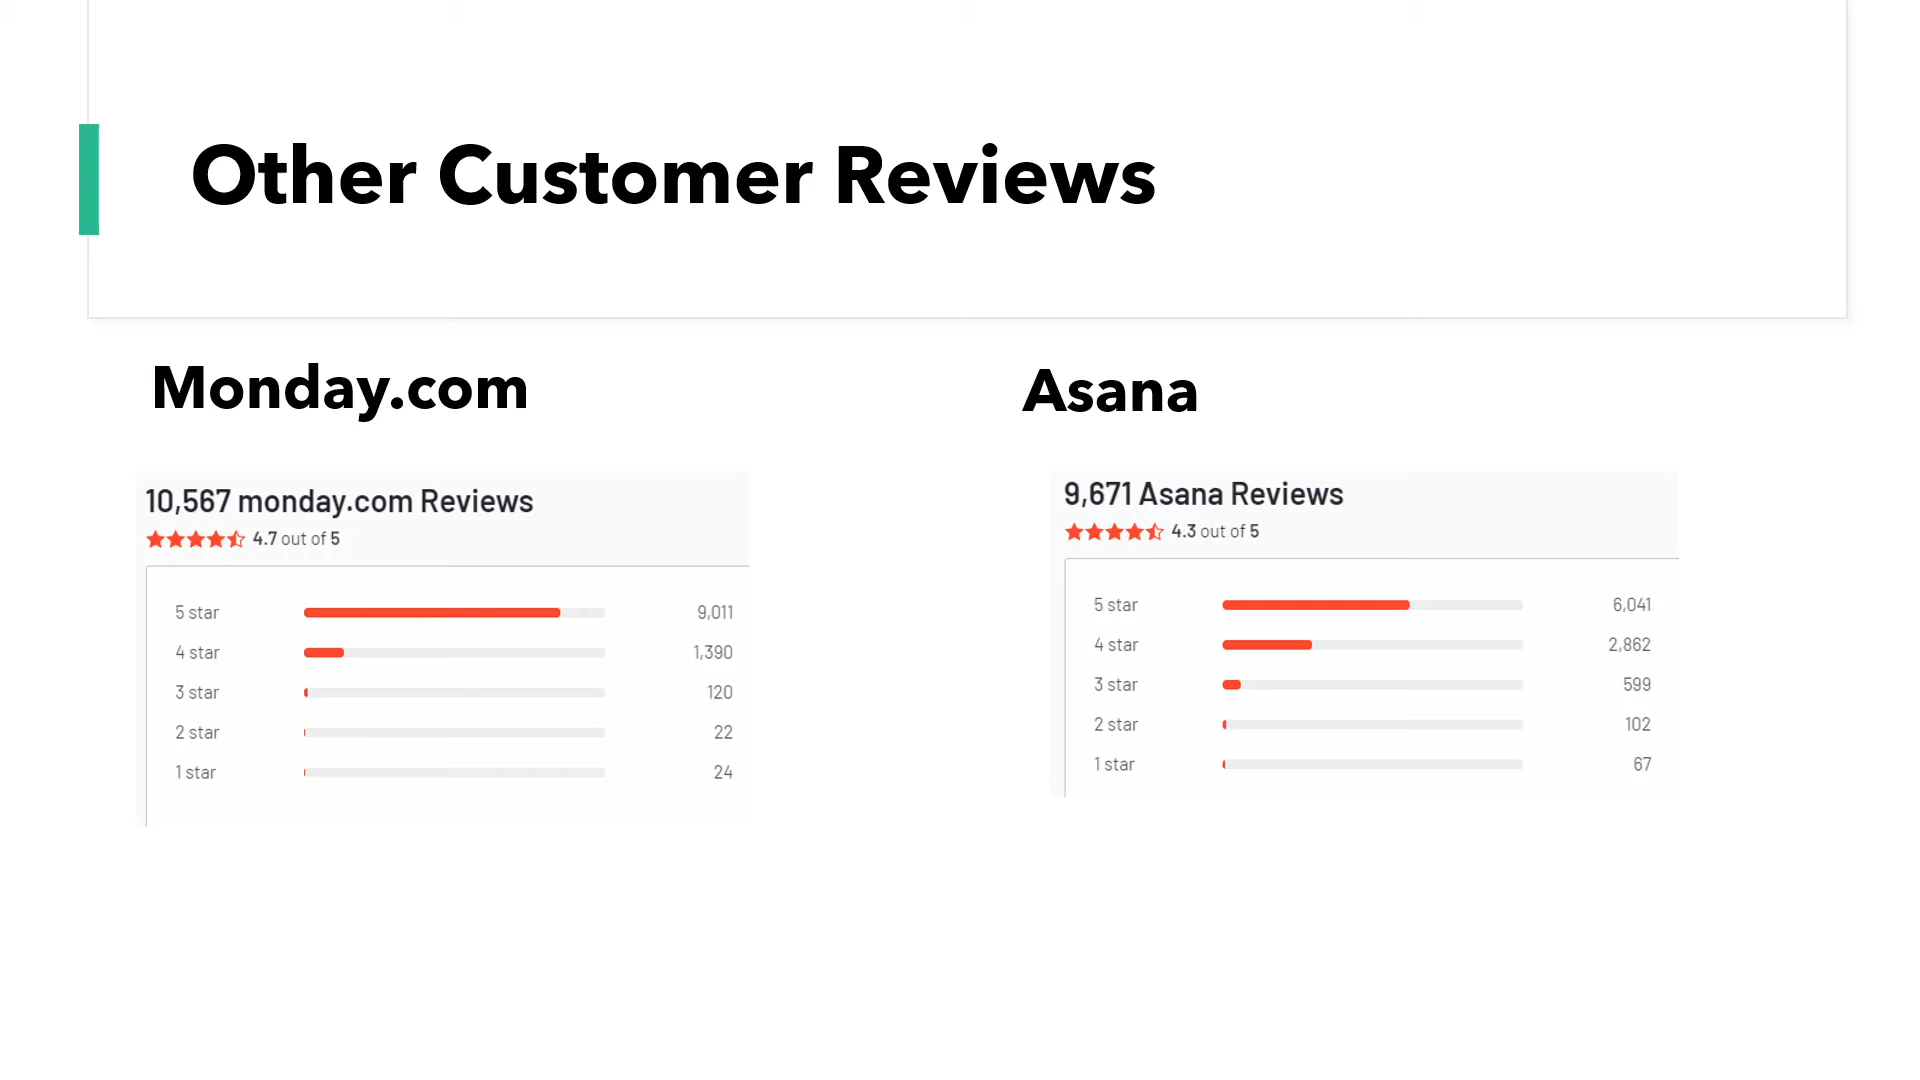 Other Customer Reviews
Monday.com
10,567 monday.com Reviews
4.7 out of 5
5 star 9,011
4 star 1,390
3 star 120
2 star 22
1 star 24
Asana
9,671 Asana Reviews
4.3 out of 5
5 star 6,041
4 star 2,862
3 star 599
2 star 102
1 star 67